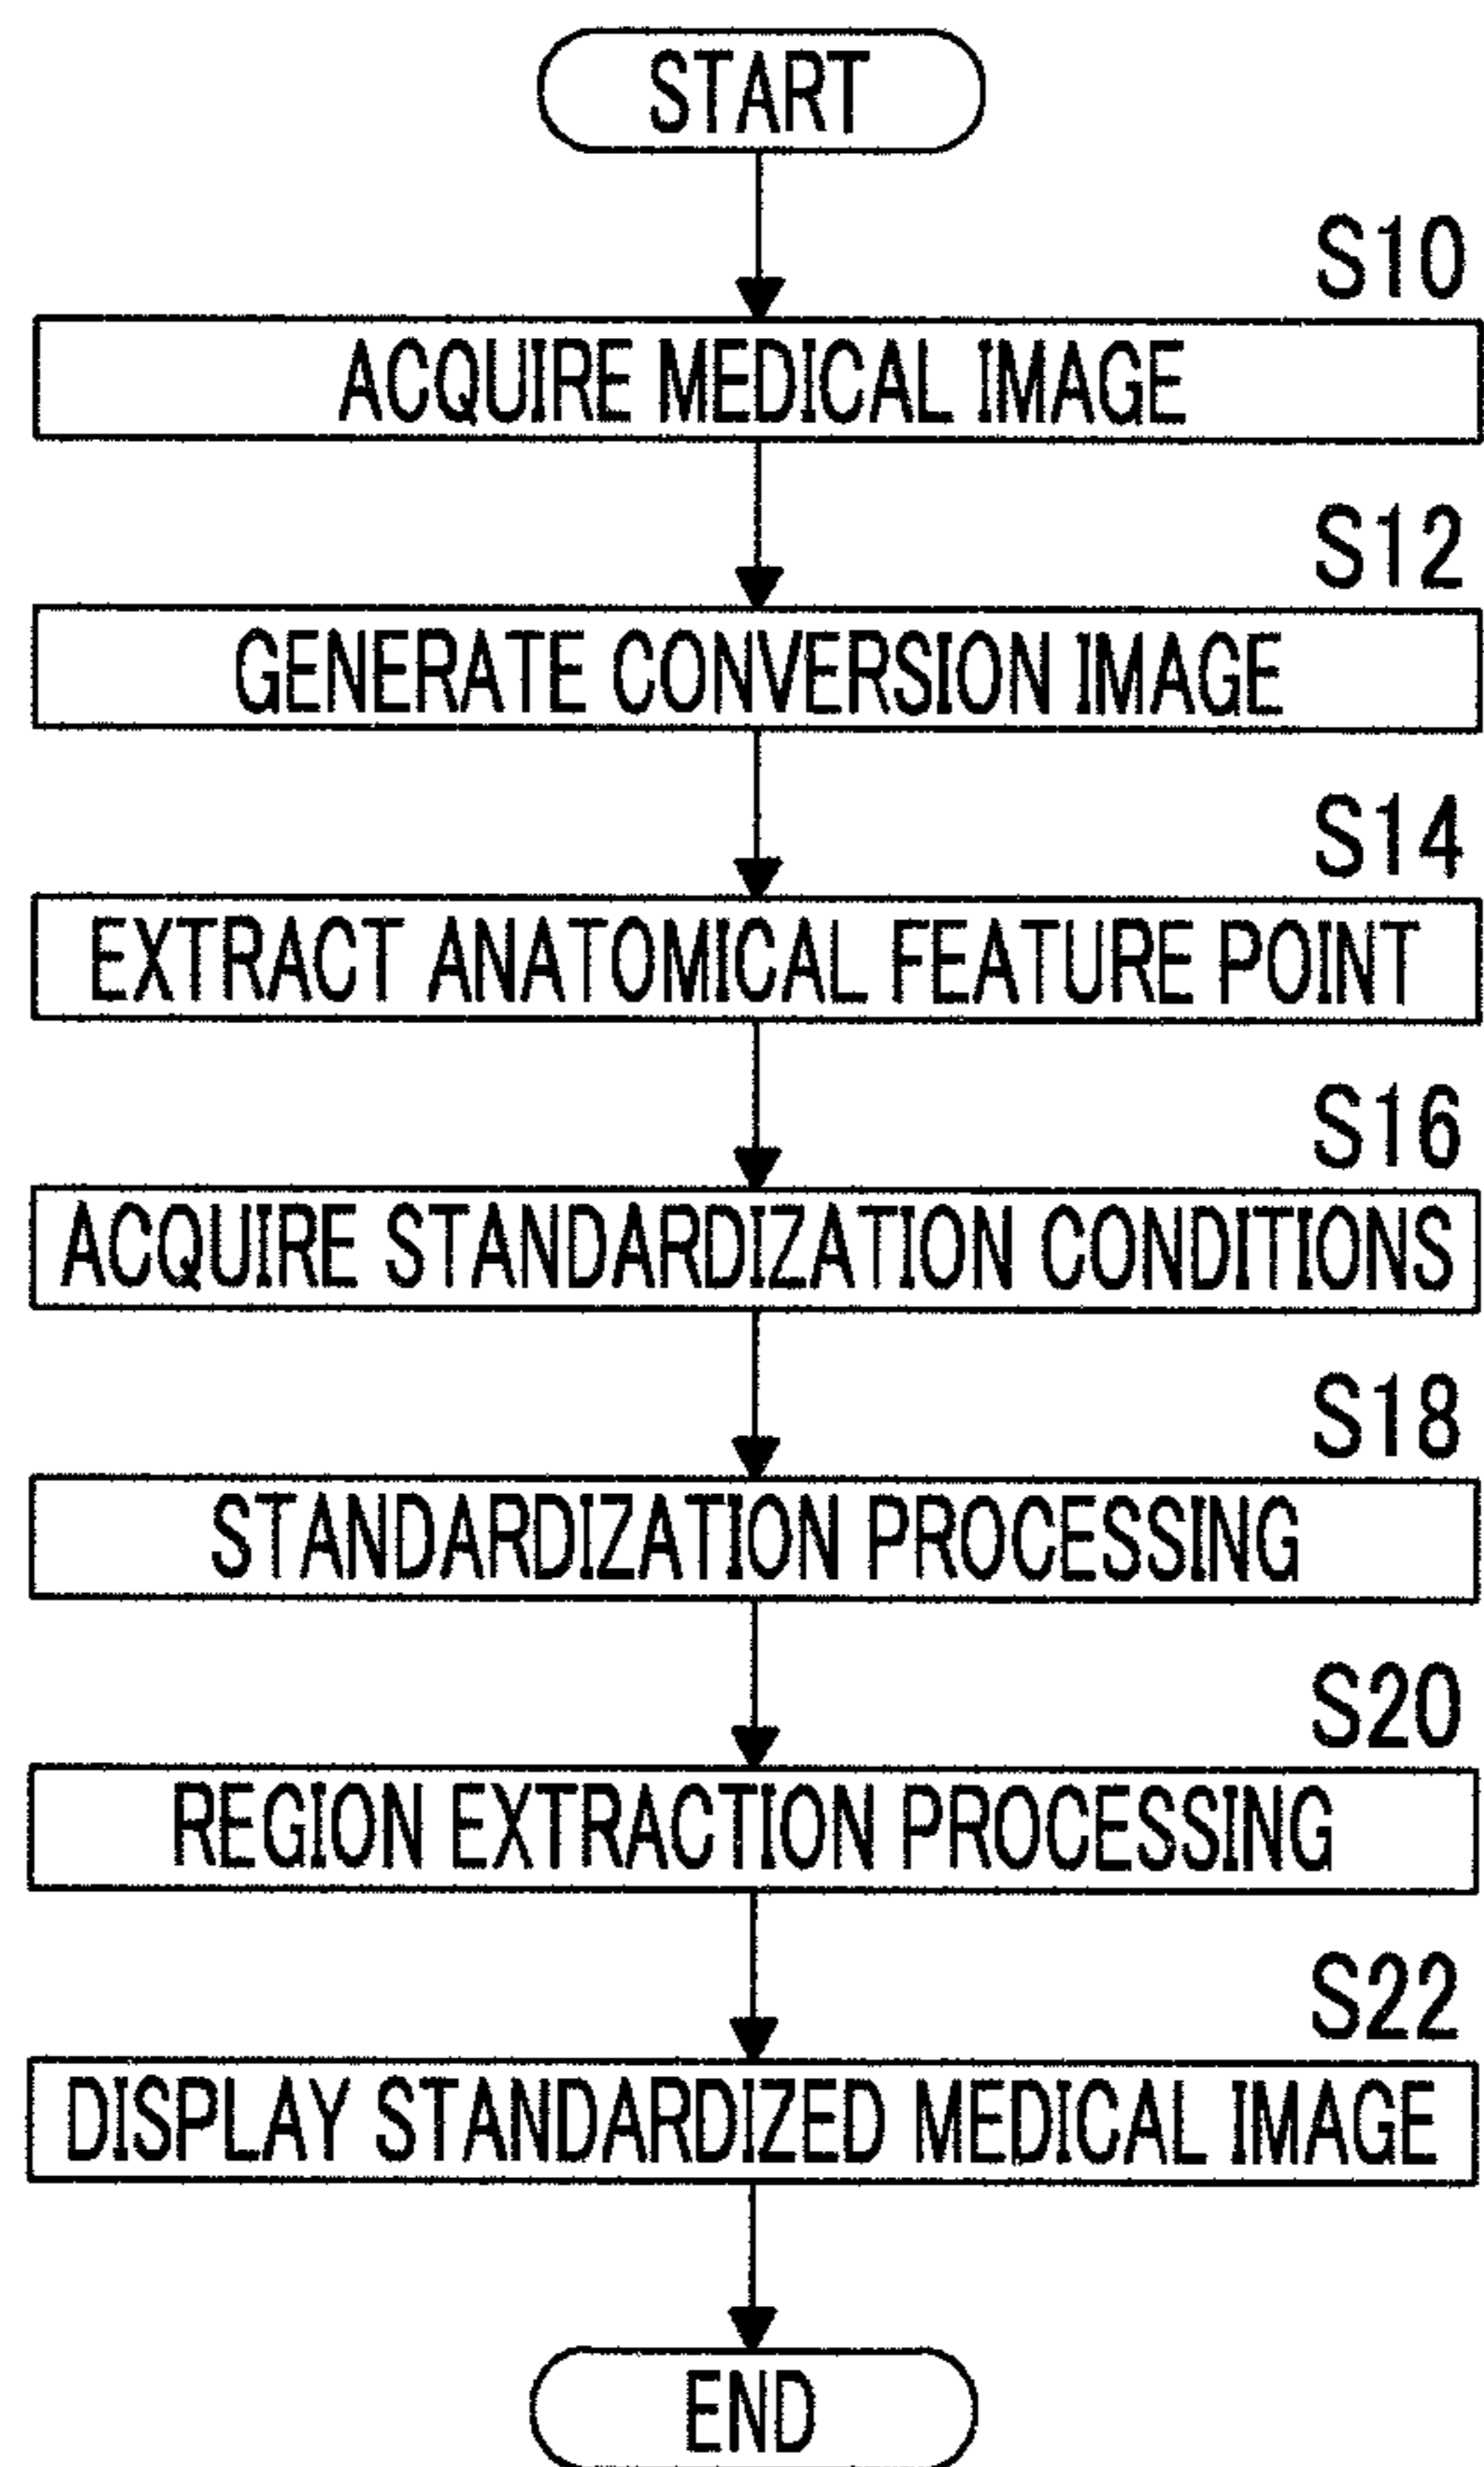 START
S10
ACQUIRE MEDICAL IMAGE
S12
GENERATE CONVERSION IMAGE
S14
EXTRACT ANATOMICAL FEATURE POINT
S16
ACQUIRE STANDARDIZATION CONDITIONS
S18
STANDARDIZATION PROCESSING
S20
REGION EXTRACTION PROCESSING
S22
DISPLAY STANDARDIZED MEDICAL IMAGE
END